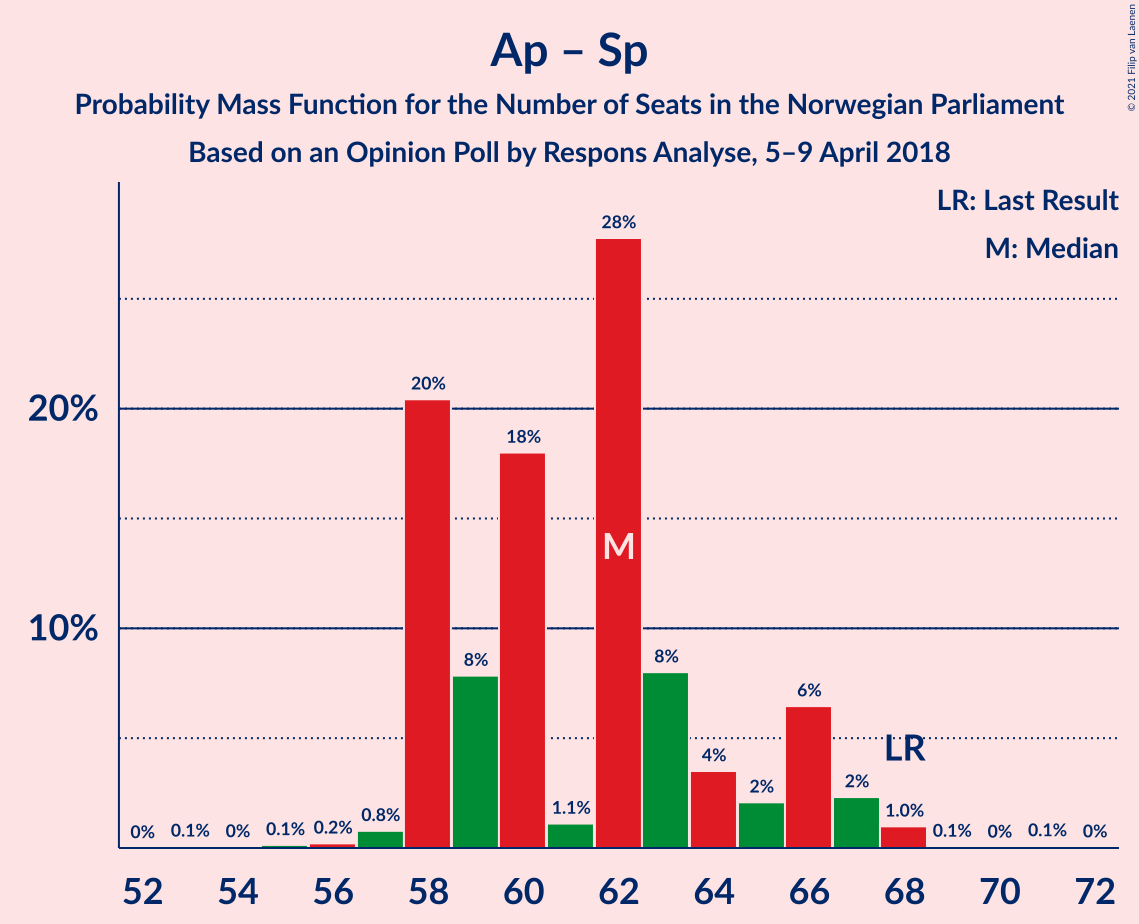 Ap – Sp
Probability Mass Function for the Number of Seats in the Norwegian Parliament
Based on an Opinion Poll by Respons Analyse, 5–9 April 2018
© 2021 Filip van Laenen
LR: Last Result
M: Median
20%
10%
0%
0.1%
0%
0.1%
0.2%
0.8%
20%
8%
18%
1.1%
28%
M
8%
4%
2%
6%
2%
LR
1.0%
0.1%
0%
0.1%
0%
52 54 56 58 60 62 64 66 68 70 72